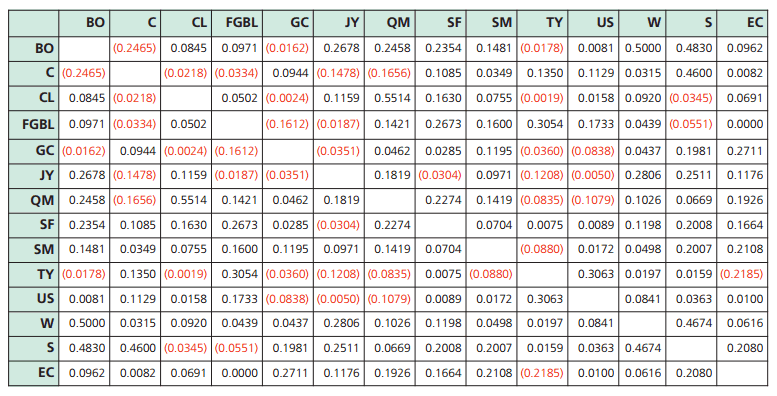 BO C CL FGBL GC JY QM SF SM TY US W S EC
BO (0.2465) 0.0845 0.0971 (0.0162) 0.2678 0.2458 0.2354 0.1481 (0.0178) 0.0081 0.5000 0.4830 0.0962
C (0.2465) (0.0218) (0.0334) 0.0944 (0.1478) (0.1656) 0.1085 0.0349 0.1350 0.1129 0.0315 0.4600 0.0082
CL 0.0845 (0.0218) 0.0502 (0.0024) 0.1159 0.5514 0.1630 0.0755 (0.0019) 0.0158 0.0920 (0.0345) 0.0691
FGBL 0.0971 (0.0334) 0.0502 (0.1612) (0.0187) 0.1421 0.2673 0.1600 0.3054 0.1733 0.0439 (0.0551) 0.0000
GC (0.0162) 0.0944 (0.0024) (0.1612) (0.0351) 0.0462 0.0285 0.1195 (0.0360) (0.0838) 0.0437 0.1981 0.2711
JY 0.2678 (0.1478) 0.1159 (0.0187) (0.0351) 0.1819 (0.0304) 0.0971 (0.1208) (0.0050) 0.2806 0.2511 0.1176
QM 0.2458 (0.1656) 0.5514 0.1421 0.0462 0.1819 0.2274 0.1419 (0.0835) (0.1079) 0.1026 0.0669 0.1926
SF 0.2354 0.1085 0.1630 0.2673 0.0285 (0.0304) 0.2274 0.0704 0.0075 0.0089 0.1198 0.2008 0.1664
SM 0.1481 0.0349 0.0755 0.1600 0.1195 0.0971 0.1419 0.0704 (0.0880) 0.0172 0.0498 0.2007 0.2108
TY (0.0178) 0.1350 (0.0019) 0.3054 (0.0360) (0.1208) (0.0835) 0.0075 (0.0880) 0.3063 0.0197 0.0159 (0.2185)
US 0.0081 0.1129 0.0158 0.1733 (0.0838) (0.0050) (0.1079) 0.0089 0.0172 0.3063 0.0841 0.0363 0.0100
W 0.5000 0.0315 0.0920 0.0439 0.0437 0.2806 0.1026 0.1198 0.0498 0.0197 0.0841 0.4674 0.0616
S 0.4830 0.4600 (0.0345) (0.0551) 0.1981 0.2511 0.0669 0.2008 0.2007 0.0159 0.0363 0.4674 0.2080
EC 0.0962 0.0082 0.0691 0.0000 0.2711 0.1176 0.1926 0.1664 0.2108 (0.2185) 0.0100 0.0616 0.2080